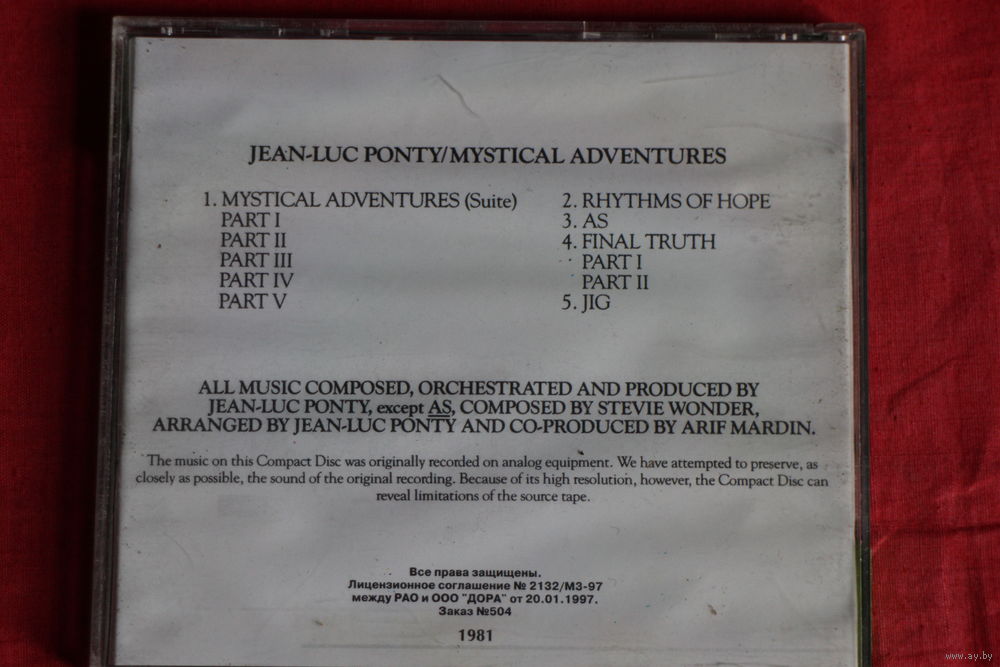 JEAN-LUC PONTY/MYSTICAL ADVENTURES
1. MYSTICAL ADVENTURES (Suite)
PART I
PART II
PART III
PART IV
PART V
2. RHYTHMS OF HOPE
3. AS
4. FINAL TRUTH
PART I
PART II
5. JIG
ALL MUSIC COMPOSED, ORCHESTRATED AND PRODUCED BY
JEAN-LUC PONTY, except AS, COMPOSED BY STEVIE WONDER,
ARRANGED BY JEAN-LUC PONTY AND CO-PRODUCED BY ARIF MARDIN.
The music on this Compact Disc was originally recorded on analog equipment. We have attempted to preserve, as
closely as possible, the sound of the original recording. Because of its high resolution, however, the Compact Disc can
reveal limitations of the source tape.
Все права защищены.
Лицензионное соглашение № 2132/МЗ-97
между РАО и ООО "ДОРА" от 20.01.1997.
Заказ №504
1981
www.ay.by